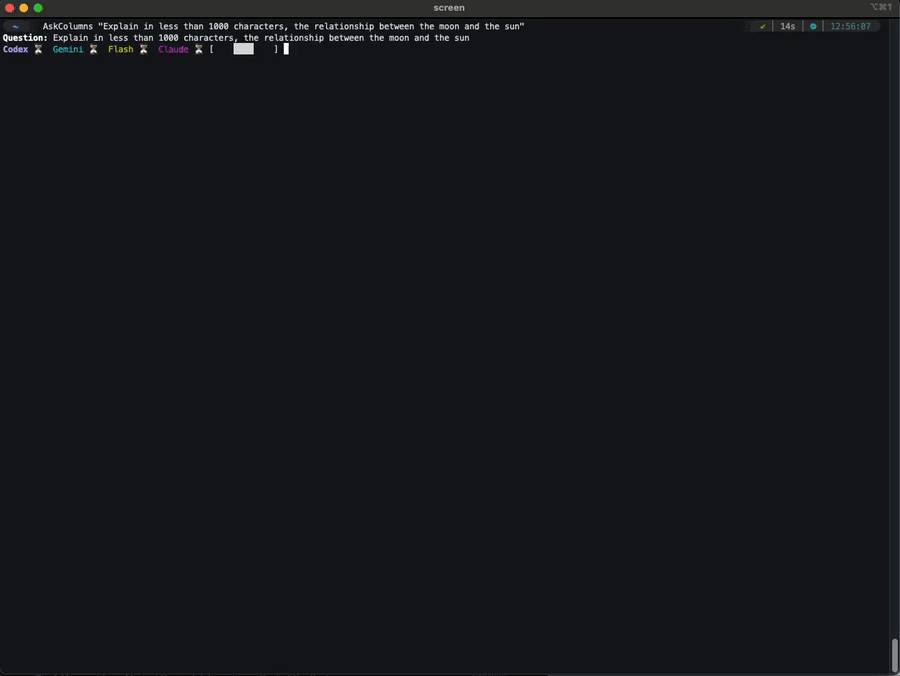 screen
⌥⌘1
~ AskColumns "Explain in less than 1000 characters, the relationship between the moon and the sun" ✔ 14s 12:56:07
Question: Explain in less than 1000 characters, the relationship between the moon and the sun
Codex ⌛ Gemini ⌛ Flash ⌛ Claude ⌛ [ ]